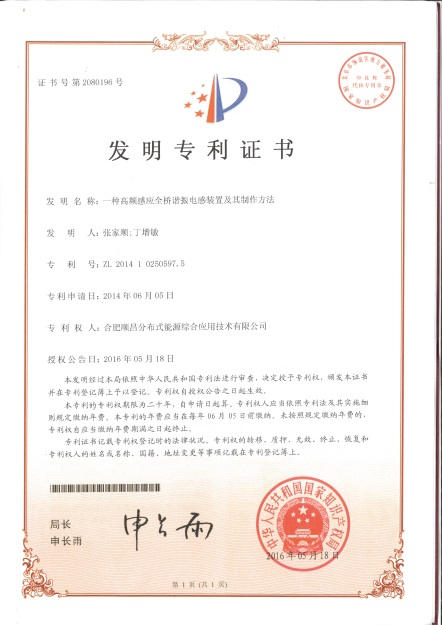 证书号第2080196号
发明专利证书
发明名称:一种高频感应全桥谐振电感装置及其制作方法
发明人:张家顺;丁增敏
专利号:ZL 2014 1 0250597.5
专利申请日:2014年06月05日
专利权人:合肥顺昌分布式能源综合应用技术有限公司
授权公告日:2016年05月18日
本发明经过本局依照中华人民共和国专利法进行审查,决定授予专利权,颁发本证书
并在专利登记簿上予以登记。专利权自授权公告之日起生效。
本专利的专利权期限为二十年,自申请日起算。专利权人应当依照专利法及其实施细
则规定缴纳年费。本专利的年费应当在每年06月05日前缴纳。未按照规定缴纳年费的,
专利权自应当缴纳年费期满之日起终止。
专利证书记载专利权登记时的法律状况。专利权的转移、质押、无效、终止、恢复和
专利权人的姓名或名称、国籍、地址变更等事项记载在专利登记簿上。
局长
申长雨
申长雨
中华人民共和国国家知识产权局
2016年05月18日
第1页(共1页)